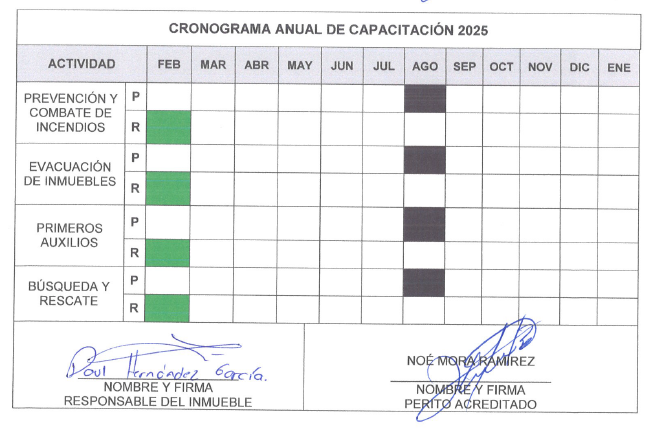 CRONOGRAMA ANUAL DE CAPACITACIÓN 2025
ACTIVIDAD FEB MAR ABR MAY JUN JUL AGO SEP OCT NOV DIC ENE
PREVENCIÓN Y
COMBATE DE
INCENDIOS
P
R
EVACUACIÓN
DE INMUEBLES
P
R
PRIMEROS
AUXILIOS
P
R
BÚSQUEDA Y
RESCATE
P
R
Hernández García.
NOMBRE Y FIRMA
RESPONSABLE DEL INMUEBLE
NOÉ MORA RAMÍREZ
NOMBRE Y FIRMA
PERITO ACREDITADO